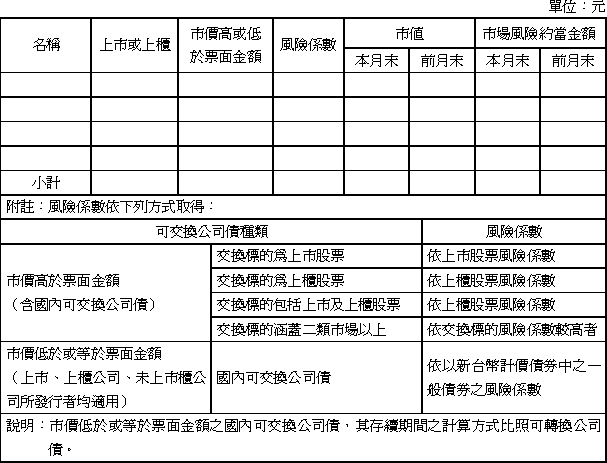 單位：元
名稱 上市或上櫃 市價高或低於票面金額 風險係數 市值 市場風險約當金額
本月末 前月末 本月末 前月末
小計
附註：風險係數依下列方式取得：
可交換公司債種類 風險係數
市價高於票面金額
（含國內可交換公司債）
交換標的為上市股票 依上市股票風險係數
交換標的為上櫃股票 依上櫃股票風險係數
交換標的包括上市及上櫃股票 依上櫃股票風險係數
交換標的涵蓋二類市場以上 依交換標的風險係數較高者
市價低於或等於票面金額
（上市、上櫃公司、未上市櫃公
司所發行者均適用）
國內可交換公司債
依以新台幣計價債券中之一
般債券之風險係數
說明：市價低於或等於票面金額之國內可交換公司債，其存續期間之計算方式比照可轉換公司
債。